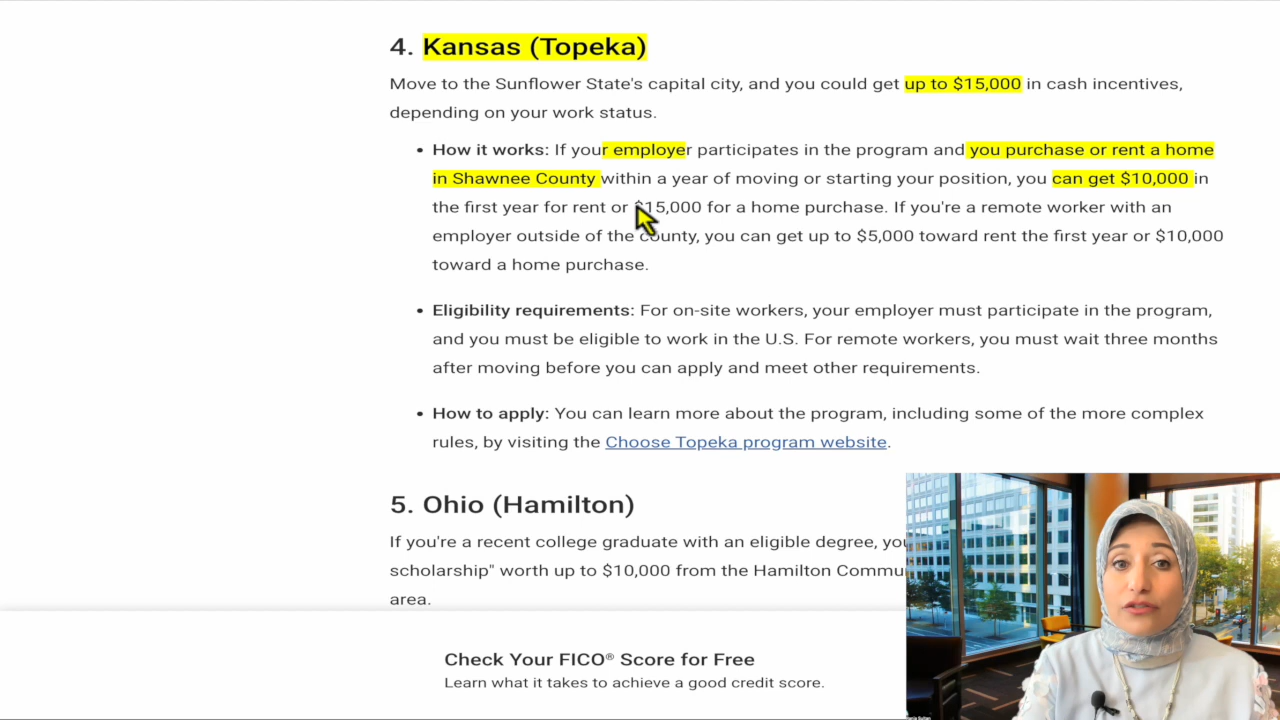 4. Kansas (Topeka)
Move to the Sunflower State's capital city, and you could get up to $15,000 in cash incentives,
depending on your work status.
• How it works: If your employer participates in the program and you purchase or rent a home
in Shawnee County within a year of moving or starting your position, you can get $10,000 in
the first year for rent or $15,000 for a home purchase. If you're a remote worker with an
employer outside of the county, you can get up to $5,000 toward rent the first year or $10,000
toward a home purchase.
• Eligibility requirements: For on-site workers, your employer must participate in the program,
and you must be eligible to work in the U.S. For remote workers, you must wait three months
after moving before you can apply and meet other requirements.
• How to apply: You can learn more about the program, including some of the more complex
rules, by visiting the Choose Topeka program website.
5. Ohio (Hamilton)
If you're a recent college graduate with an eligible degree, you
scholarship" worth up to $10,000 from the Hamilton Commu
area.
Check Your FICO® Score for Free
Learn what it takes to achieve a good credit score.